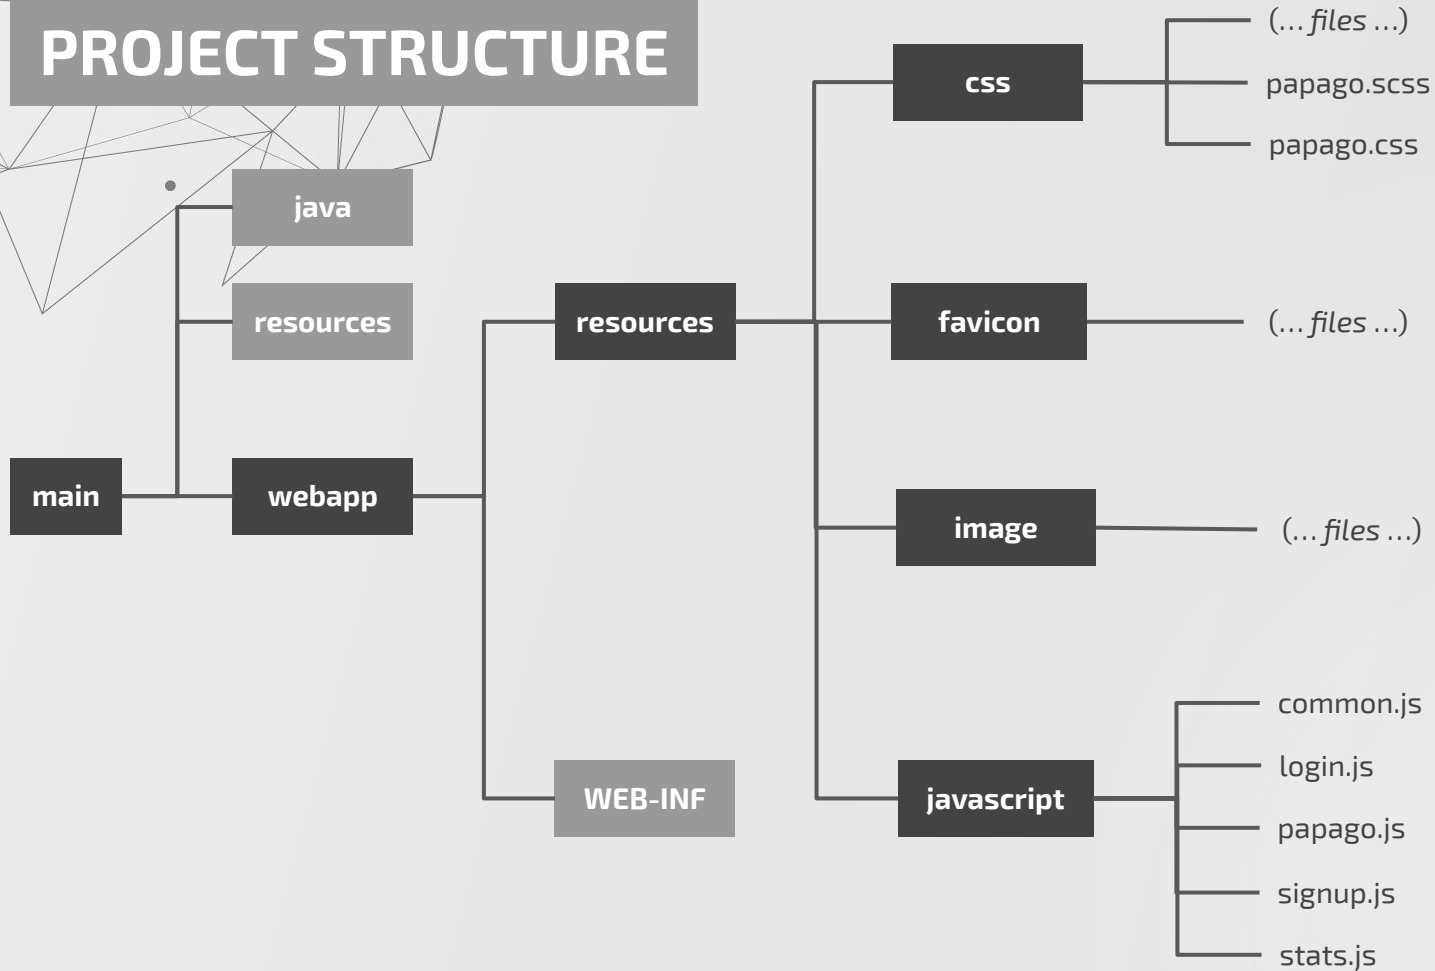 PROJECT STRUCTURE
(... files ...)
css
papago.scss
papago.css
java
resources
resources
favicon
(... files ...)
main
webapp
image
(... files ...)
common.js
login.js
WEB-INF
javascript
papago.js
signup.js
stats.js